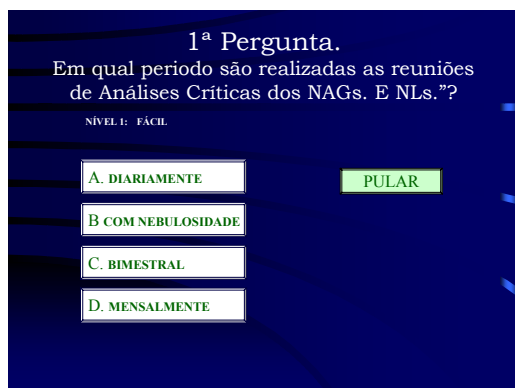 1ª Pergunta.
Em qual periodo são realizadas as reuniões
de Análises Críticas dos NAGs. E NLs.”?
NÍVEL 1: FÁCIL
A. DIARIAMENTE
PULAR
B COM NEBULOSIDADE
C. BIMESTRAL
D. MENSALMENTE